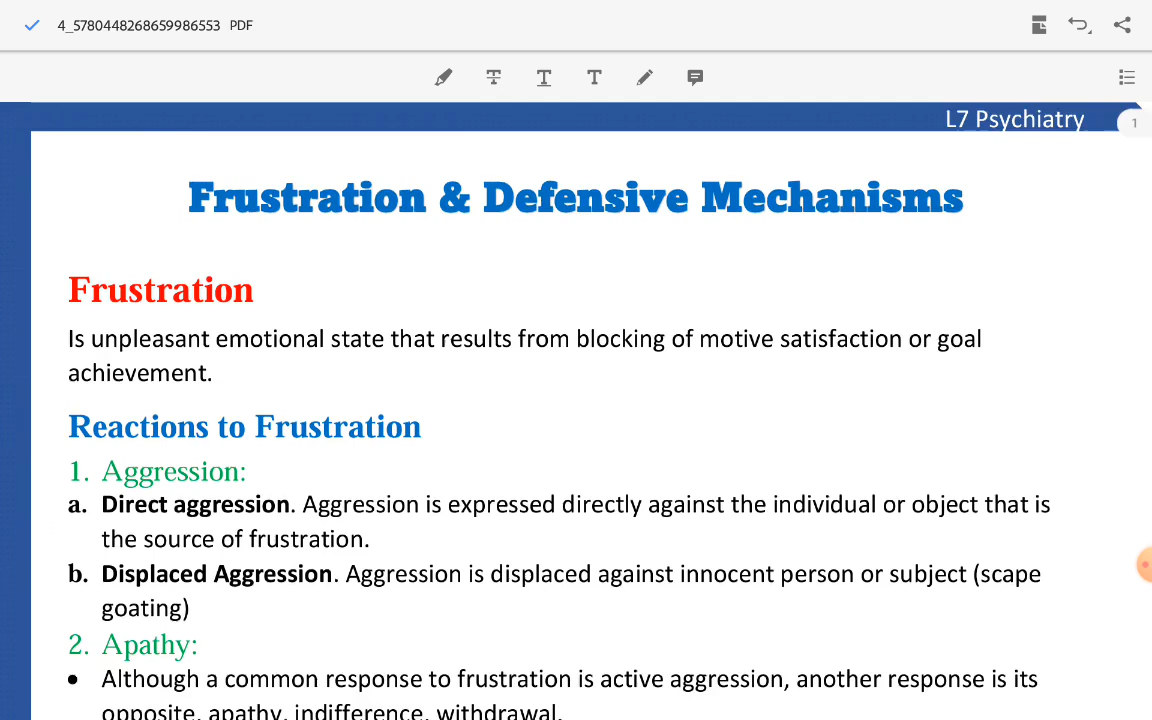 4_5780448268659986553 PDF
L7 Psychiatry
1
Frustration & Defensive Mechanisms
Frustration
Is unpleasant emotional state that results from blocking of motive satisfaction or goal
achievement.
Reactions to Frustration
1. Aggression:
a. Direct aggression. Aggression is expressed directly against the individual or object that is
the source of frustration.
b. Displaced Aggression. Aggression is displaced against innocent person or subject (scape
goating)
2. Apathy:
• Although a common response to frustration is active aggression, another response is its
opposite, apathy, indifference, withdrawal.